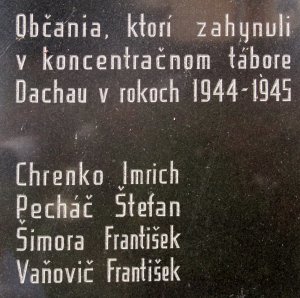 Občania, ktorí zahynuli
v koncentračnom tábore
Dachau v rokoch 1944-1945
Chrenko Imrich
Pecháč Štefan
Šimora František
Vaňovič František